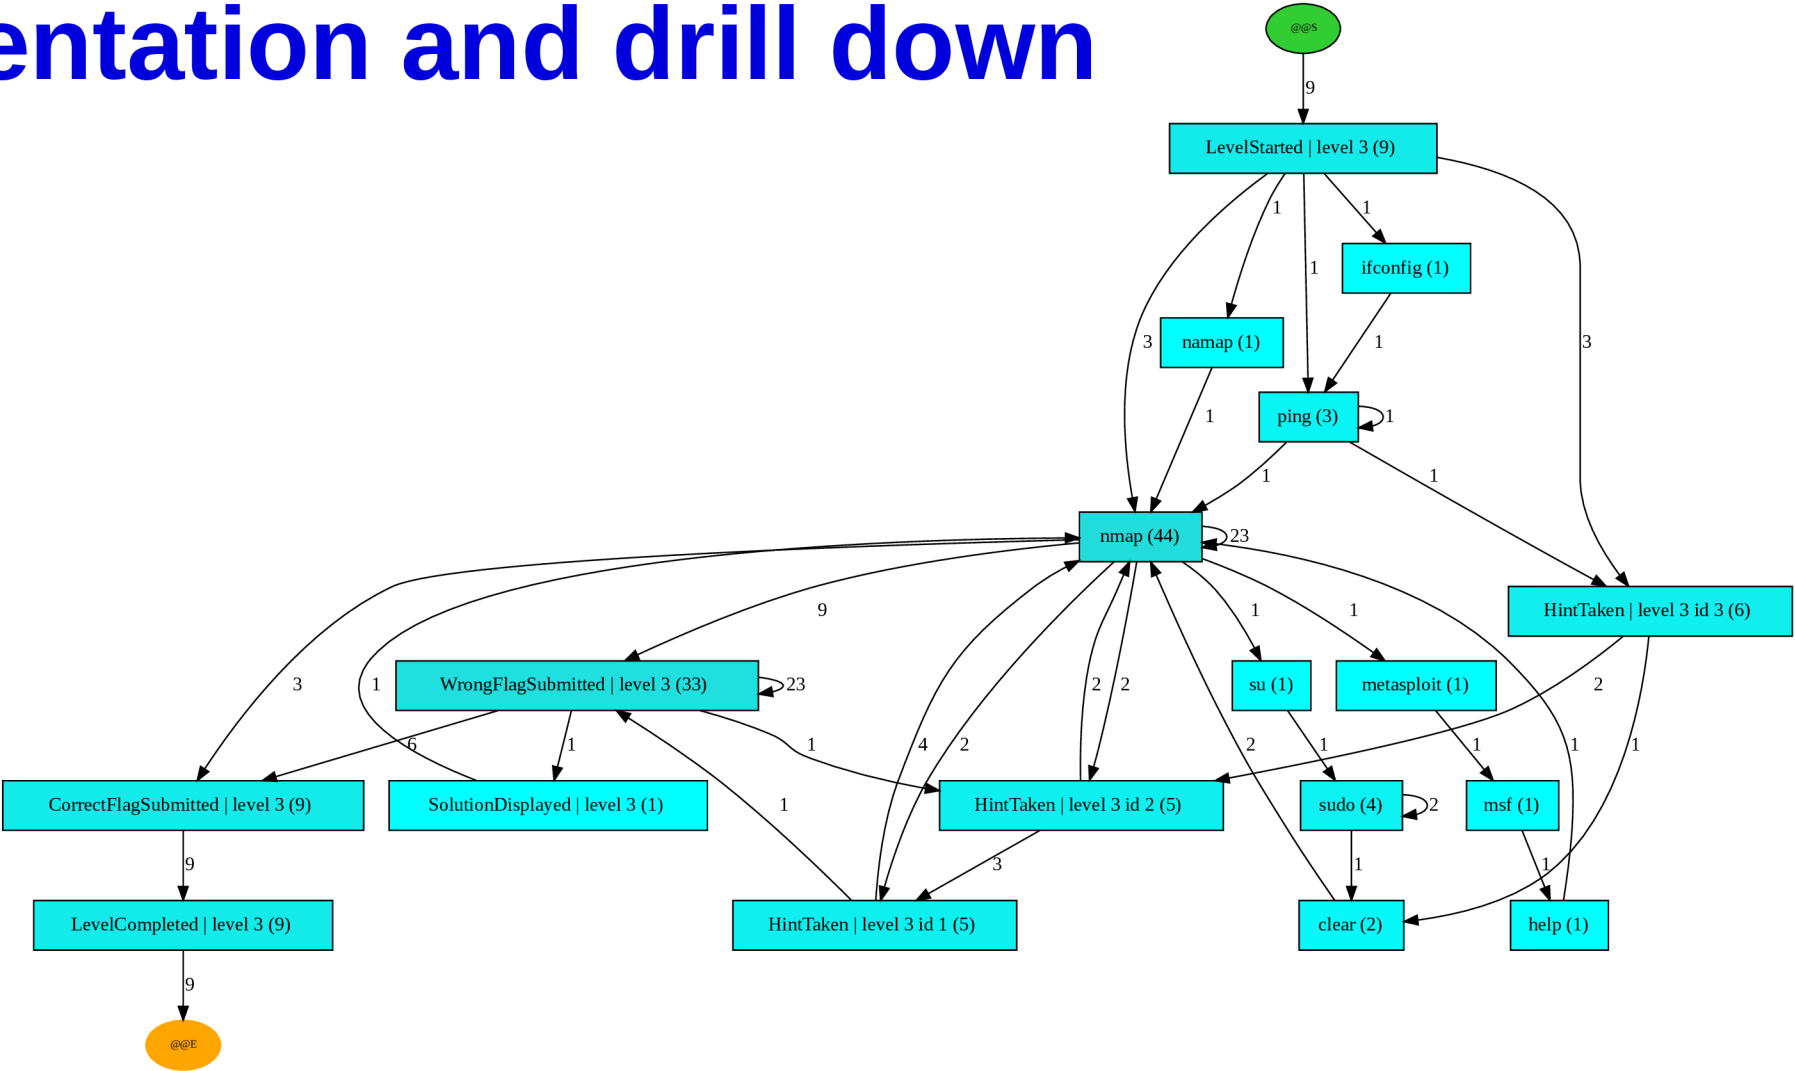 entation and drill down
@@S
9
LevelStarted | level 3 (9)
1
1
1
ifconfig (1)
3
namap (1)
1
3
ping (3)
1
1
1
1
nmap (44)
23
9
1
1
HintTaken | level 3 id 3 (6)
3
1
WrongFlagSubmitted | level 3 (33)
23
2
2
su (1)
metasploit (1)
2
6
1
1
4
2
2
1
1
1
1
CorrectFlagSubmitted | level 3 (9)
SolutionDisplayed | level 3 (1)
1
HintTaken | level 3 id 2 (5)
sudo (4)
2
msf (1)
9
3
1
1
LevelCompleted | level 3 (9)
HintTaken | level 3 id 1 (5)
clear (2)
help (1)
9
@@E